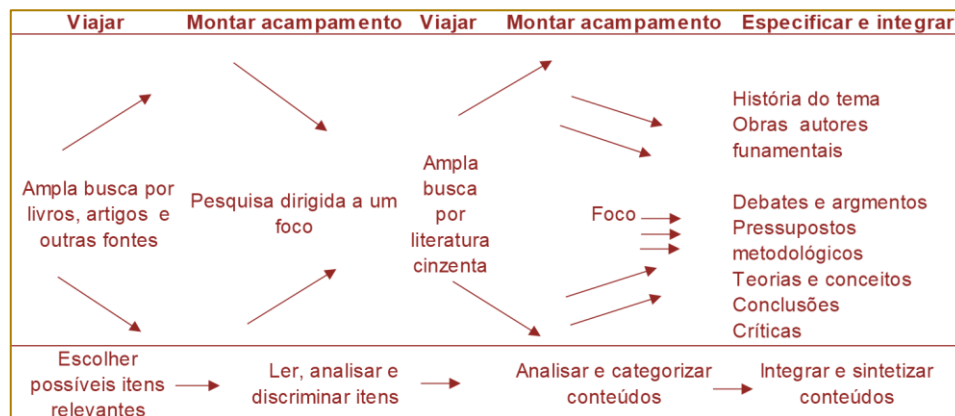 Viajar
Montar acampamento
Viajar
Montar acampamento
Especificar e integrar
Ampla busca por
livros, artigos e
outras fontes
Pesquisa dirigida a um
foco
Ampla
busca
por
literatura
cinzenta
Foco
História do tema
Obras autores
funamentais
Debates e argmentos
Pressupostos
metodológicos
Teorias e conceitos
Conclusões
Críticas
Escolher
possíveis itens
relevantes
Ler, analisar e
discriminar itens
Analisar e categorizar
conteúdos
Integrar e sintetizar
conteúdos